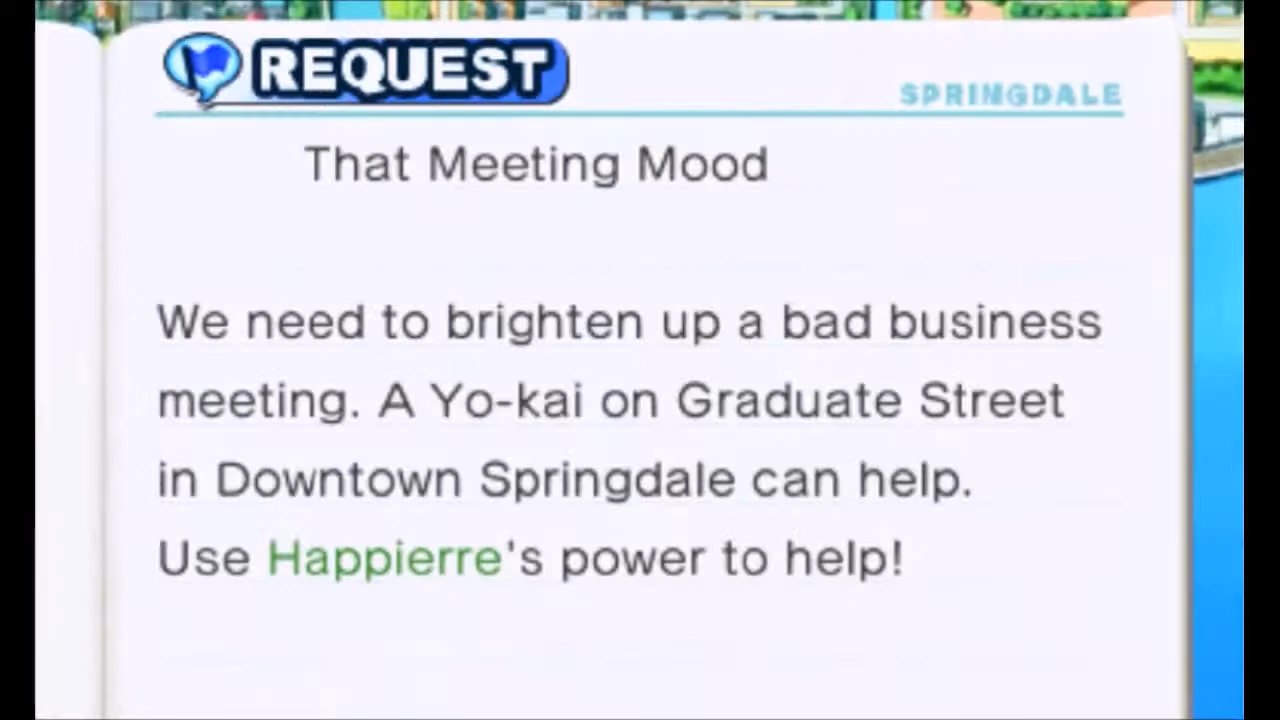 REQUEST
SPRINGDALE
That Meeting Mood
We need to brighten up a bad business
meeting. A Yo-kai on Graduate Street
in Downtown Springdale can help.
Use Happierre's power to help!